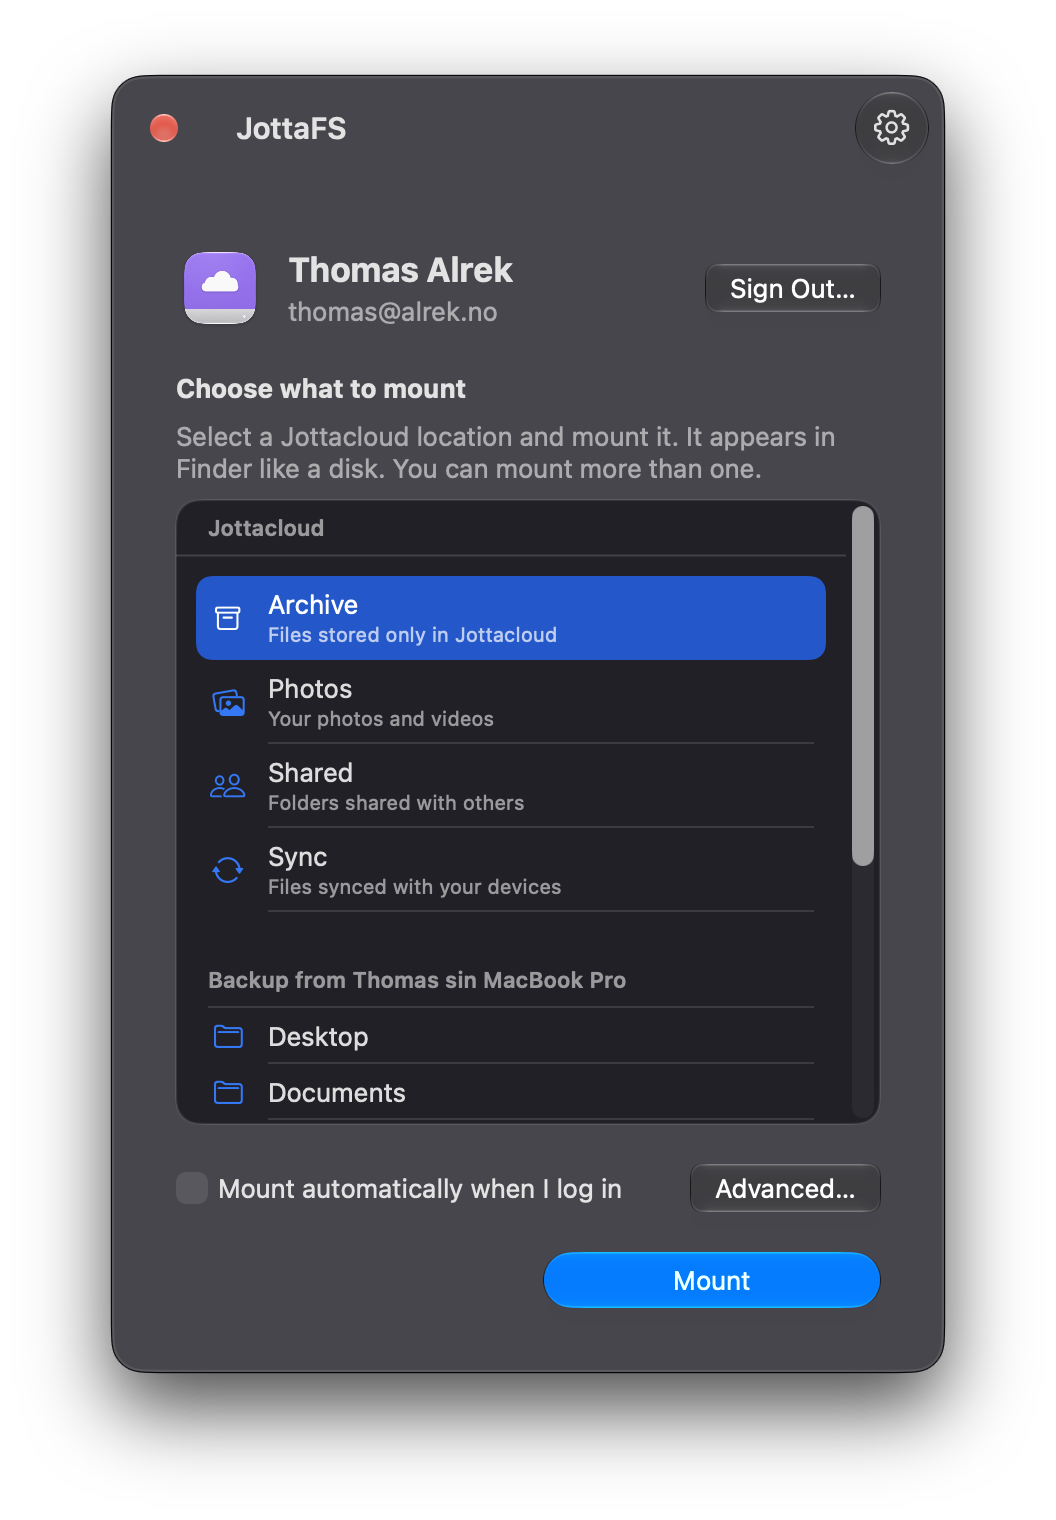 JottaFS
Thomas Alrek
thomas@alrek.no
Sign Out...
Choose what to mount
Select a Jottacloud location and mount it. It appears in
Finder like a disk. You can mount more than one.
Jottacloud
Archive
Files stored only in Jottacloud
Photos
Your photos and videos
Shared
Folders shared with others
Sync
Files synced with your devices
Backup from Thomas sin MacBook Pro
Desktop
Documents
Mount automatically when I log in
Advanced...
Mount